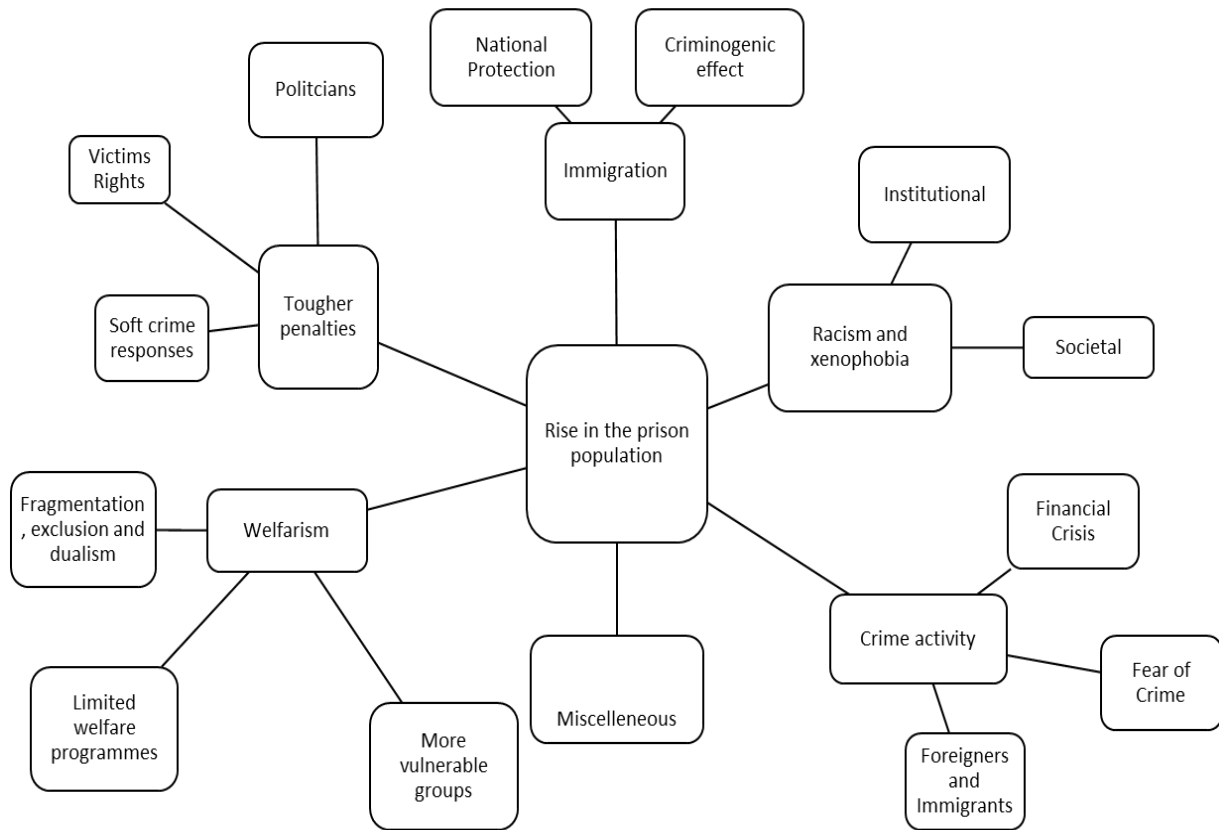 National
Protection
Criminogenic
effect
Politcians
Immigration
Victims
Rights
Institutional
Tougher
penalties
Soft crime
responses
Racism and
xenophobia
Societal
Rise in the prison
population
Fragmentation
, exclusion and
dualism
Welfarism
Financial
Crisis
Crime activity
Fear of
Crime
Limited
welfare
programmes
Miscelleneous
More
vulnerable
groups
Foreigners
and
Immigrants